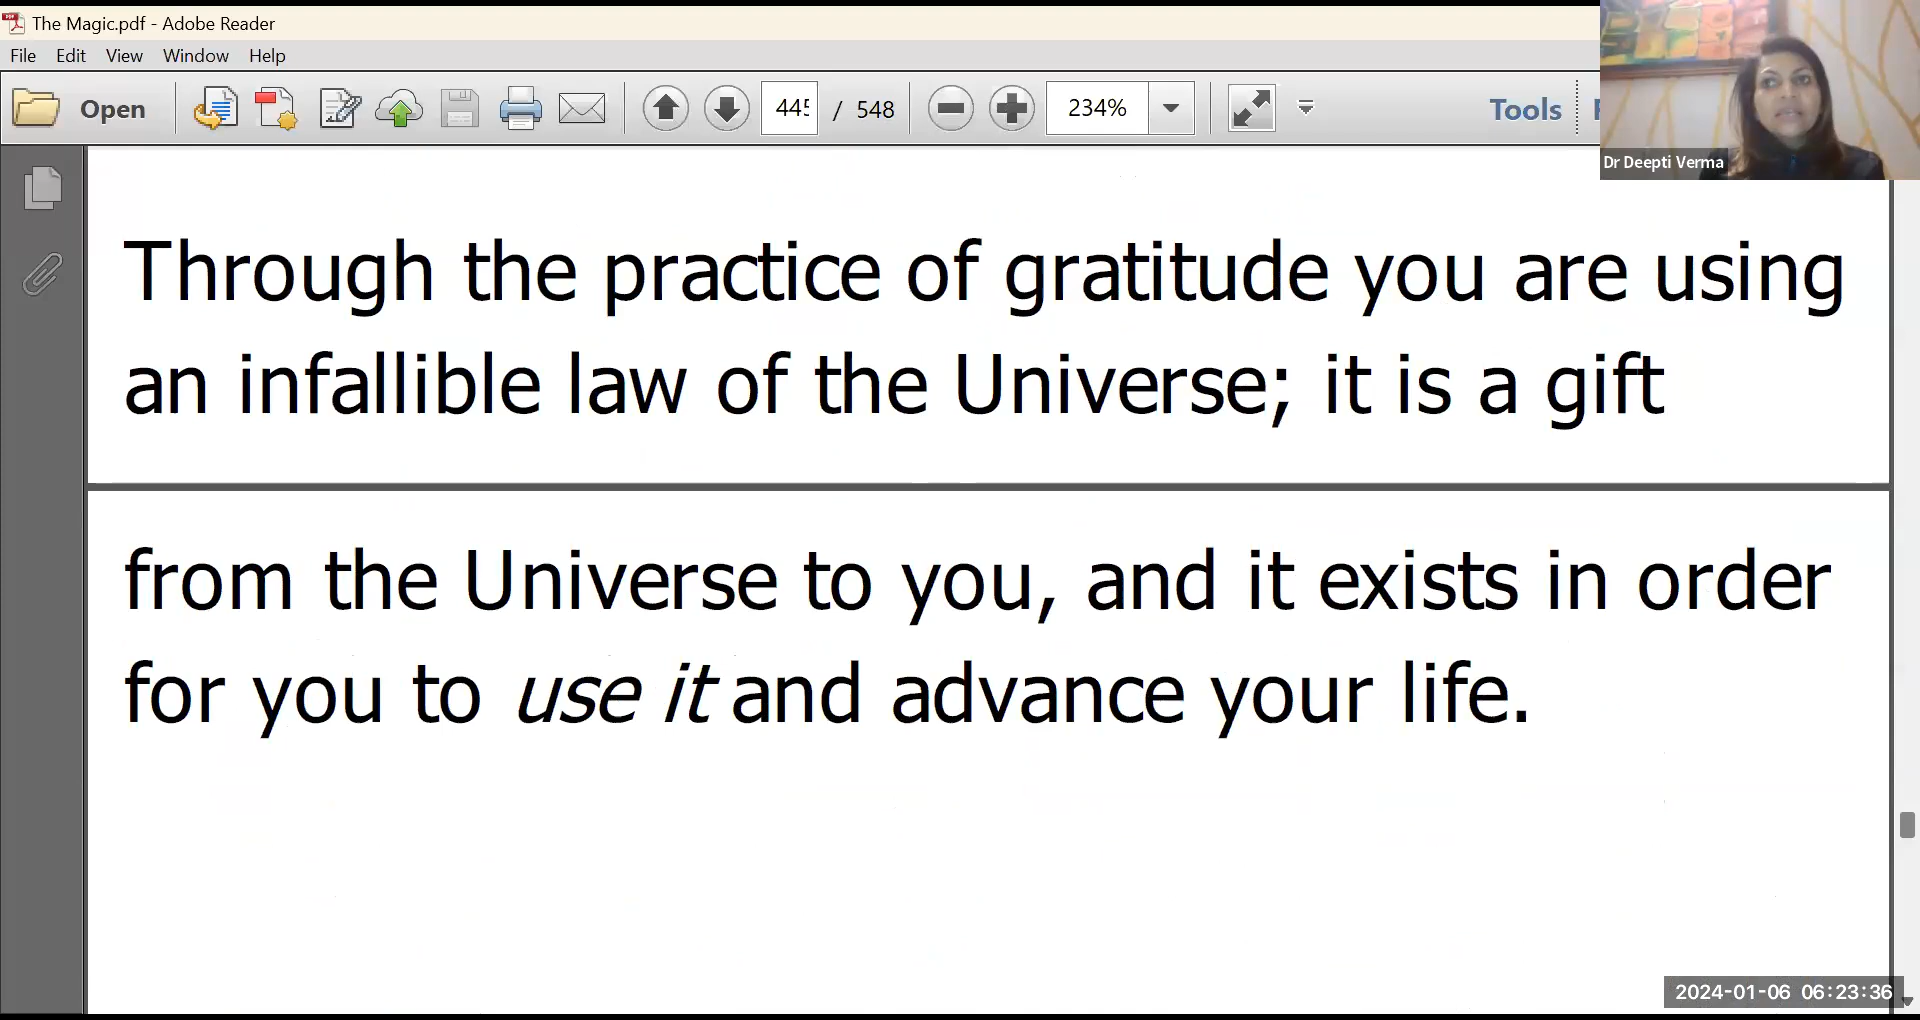 The Magic.pdf - Adobe Reader
File Edit View Window Help
Open 445 / 548 234% Tools
Dr Deepti Verma
Through the practice of gratitude you are using
an infallible law of the Universe; it is a gift
from the Universe to you, and it exists in order
for you to use it and advance your life.
2024-01-06 06:23:36